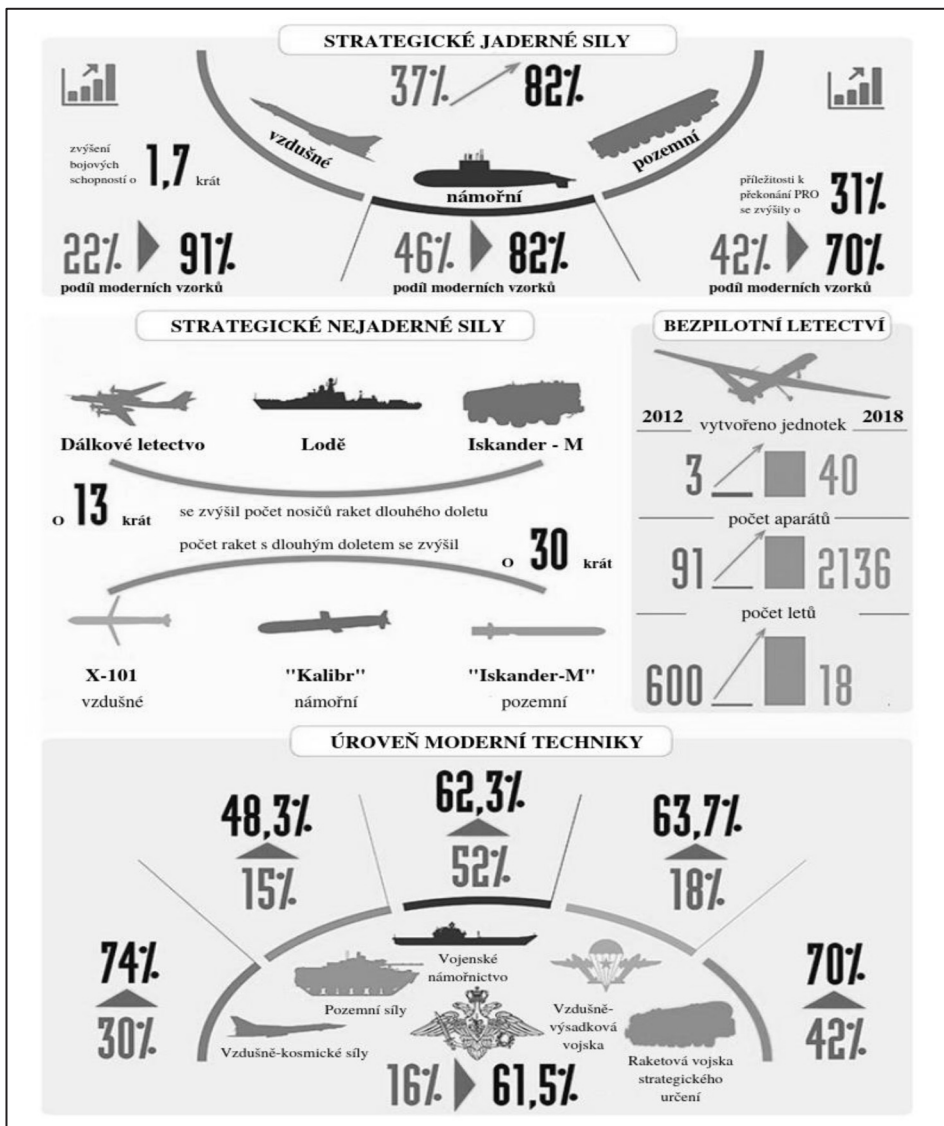 STRATEGICKÉ JADERNÉ SILY
37% 82%
vzdušné
námořní
pozemní
zvýšení
bojových
schopností o
1,7 krát
příležitosti k
překonání PRO
se zvýšily o
31%
22% 91%
podíl moderních vzorků
46% 82%
podíl moderních vzorků
42% 70%
podíl moderních vzorků
STRATEGICKÉ NEJADERNÉ SILY
Dálkové letectvo
Lodě
Iskander - M
O 13 krát
se zvýšil počet nosičů raket dlouhého doletu
počet raket s dlouhým doletem se zvýšil
O 30 krát
X-101
vzdušné
"Kalibr"
námořní
"Iskander-M"
pozemní
BEZPILOTNÍ LETECTVÍ
2012 2018
vytvořeno jednotek
3 40
počet aparátů
91 2136
počet letů
600 18
ÚROVEŇ MODERNÍ TECHNIKY
74%
30%
Vzdušně-kosmické síly
48,3%
15%
Pozemní síly
62,3%
52%
Vojenské
námořnictvo
63,7%
18%
Vzdušně-
výsadková
vojska
70%
42%
Raketová vojska
strategického
určení
16% 61,5%